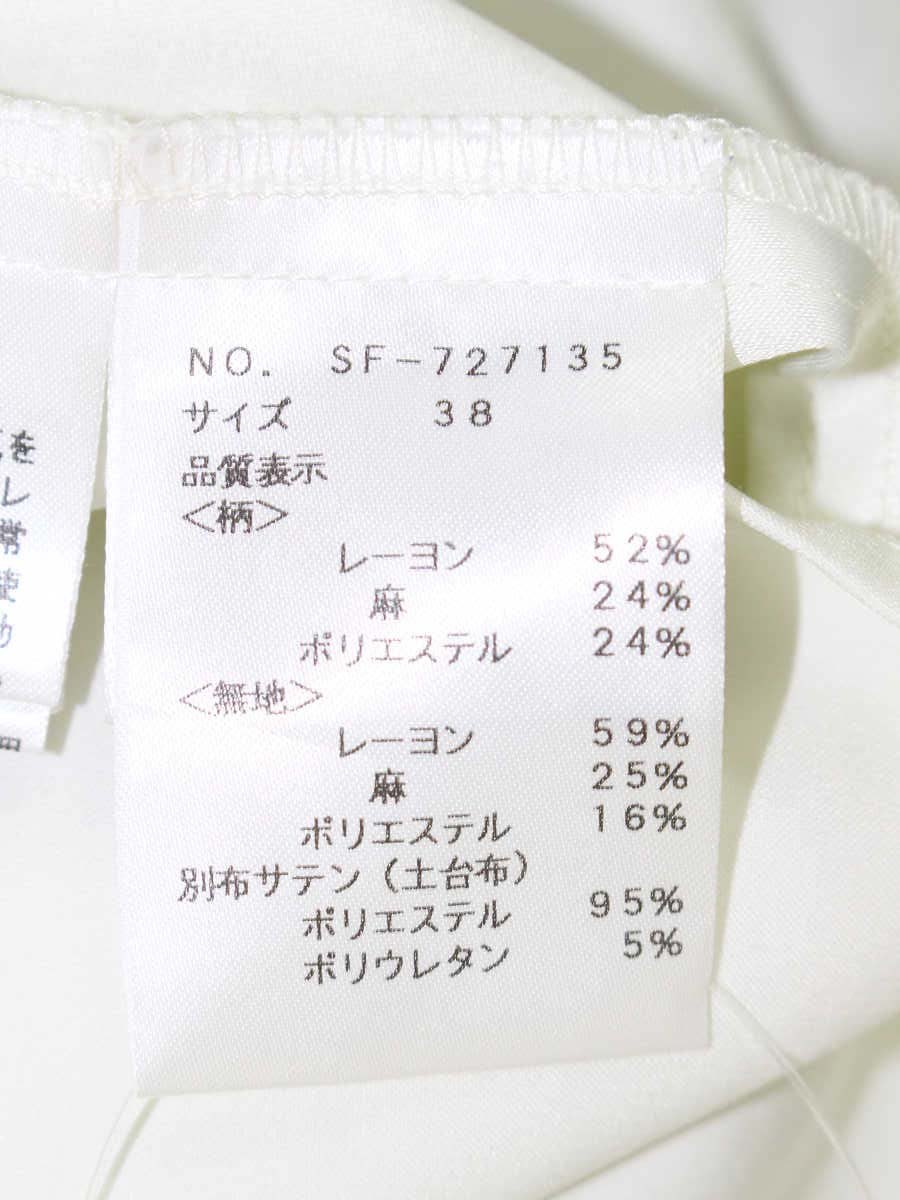 NO. SF-727135
サイズ 38
品質表示
<柄>
レーヨン 52%
麻 24%
ポリエステル 24%
<無地>
レーヨン 59%
麻 25%
ポリエステル 16%
別布サテン(土台布)
ポリエステル 95%
ポリウレタン 5%
を
レ
常